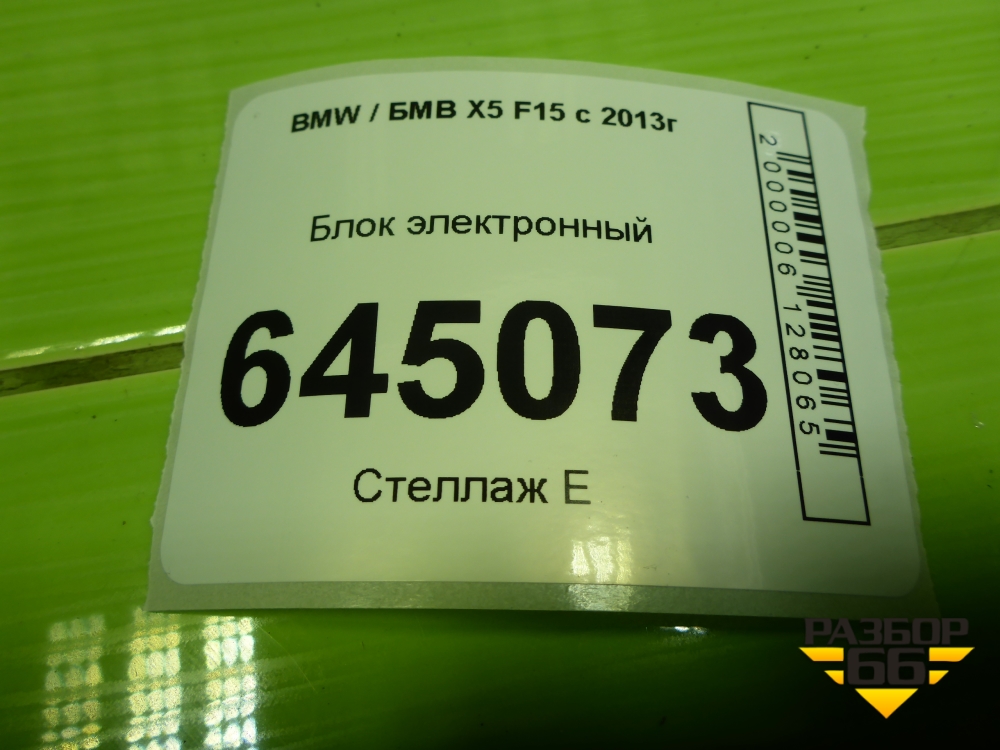 BMW / БМВ X5 F15 с 2013г
Блок электронный
645073
Стеллаж Е
2000006128065
РАЗБОР
66